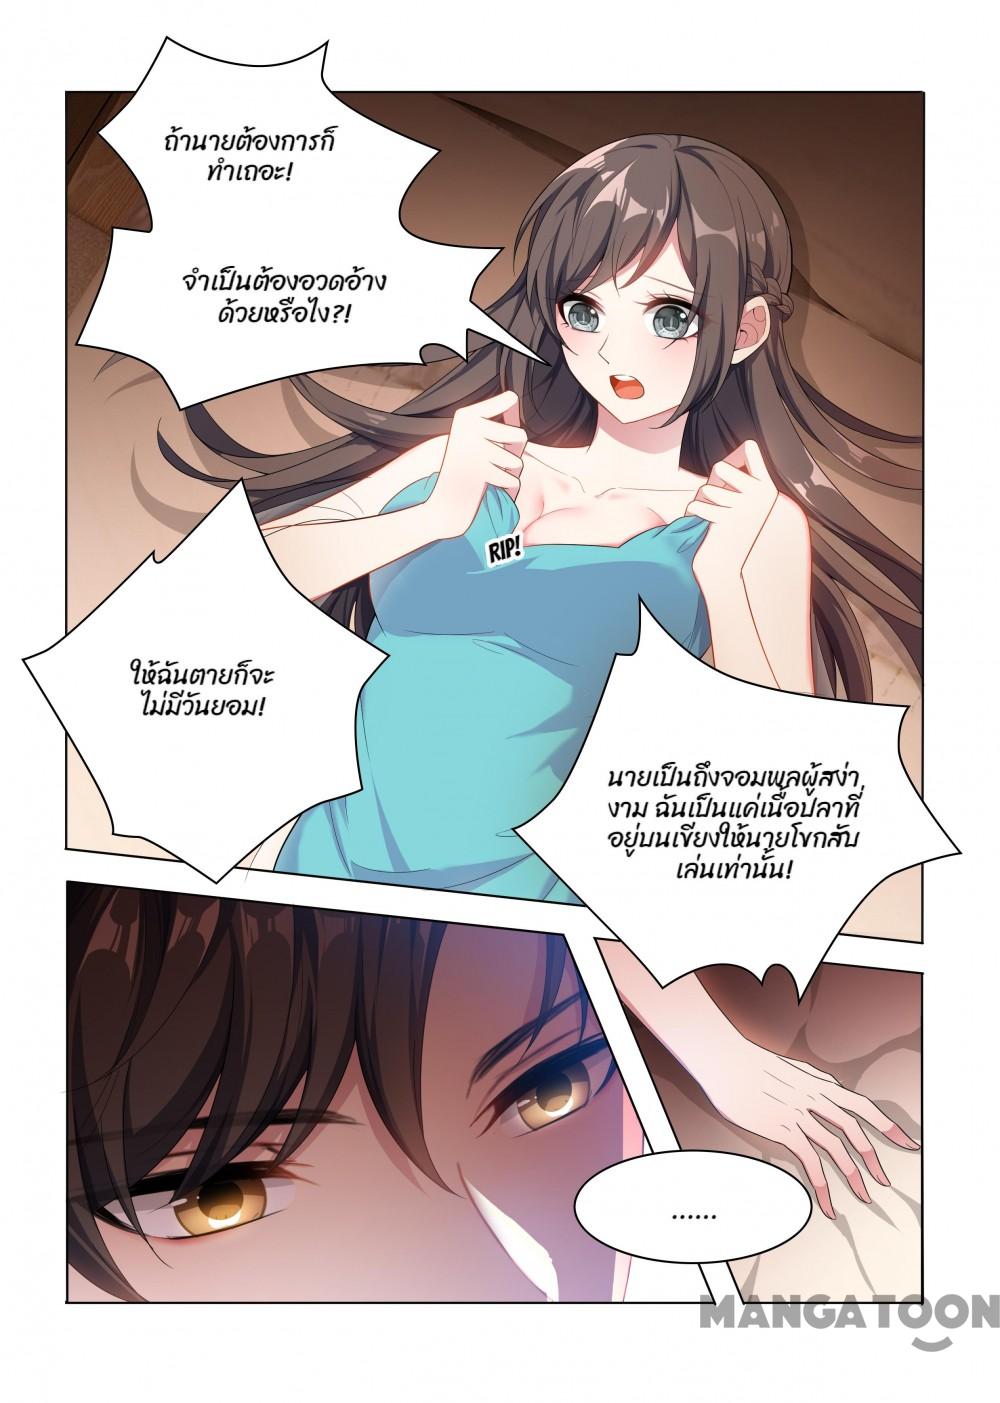 ถ้านายต้องการก็
ทำเถอะ!
จำเป็นต้องอวดอ้าง
ด้วยหรือไง?!
RIP!
ให้ฉันตายก็จะ
ไม่มีวันยอม!
นายเป็นถึงจอมพลผู้สง่า
งาม ฉันเป็นแค่เนื้อปลาที่
อยู่บนเขียงให้นายโขกสับ
เล่นเท่านั้น!
......
MANGATOON